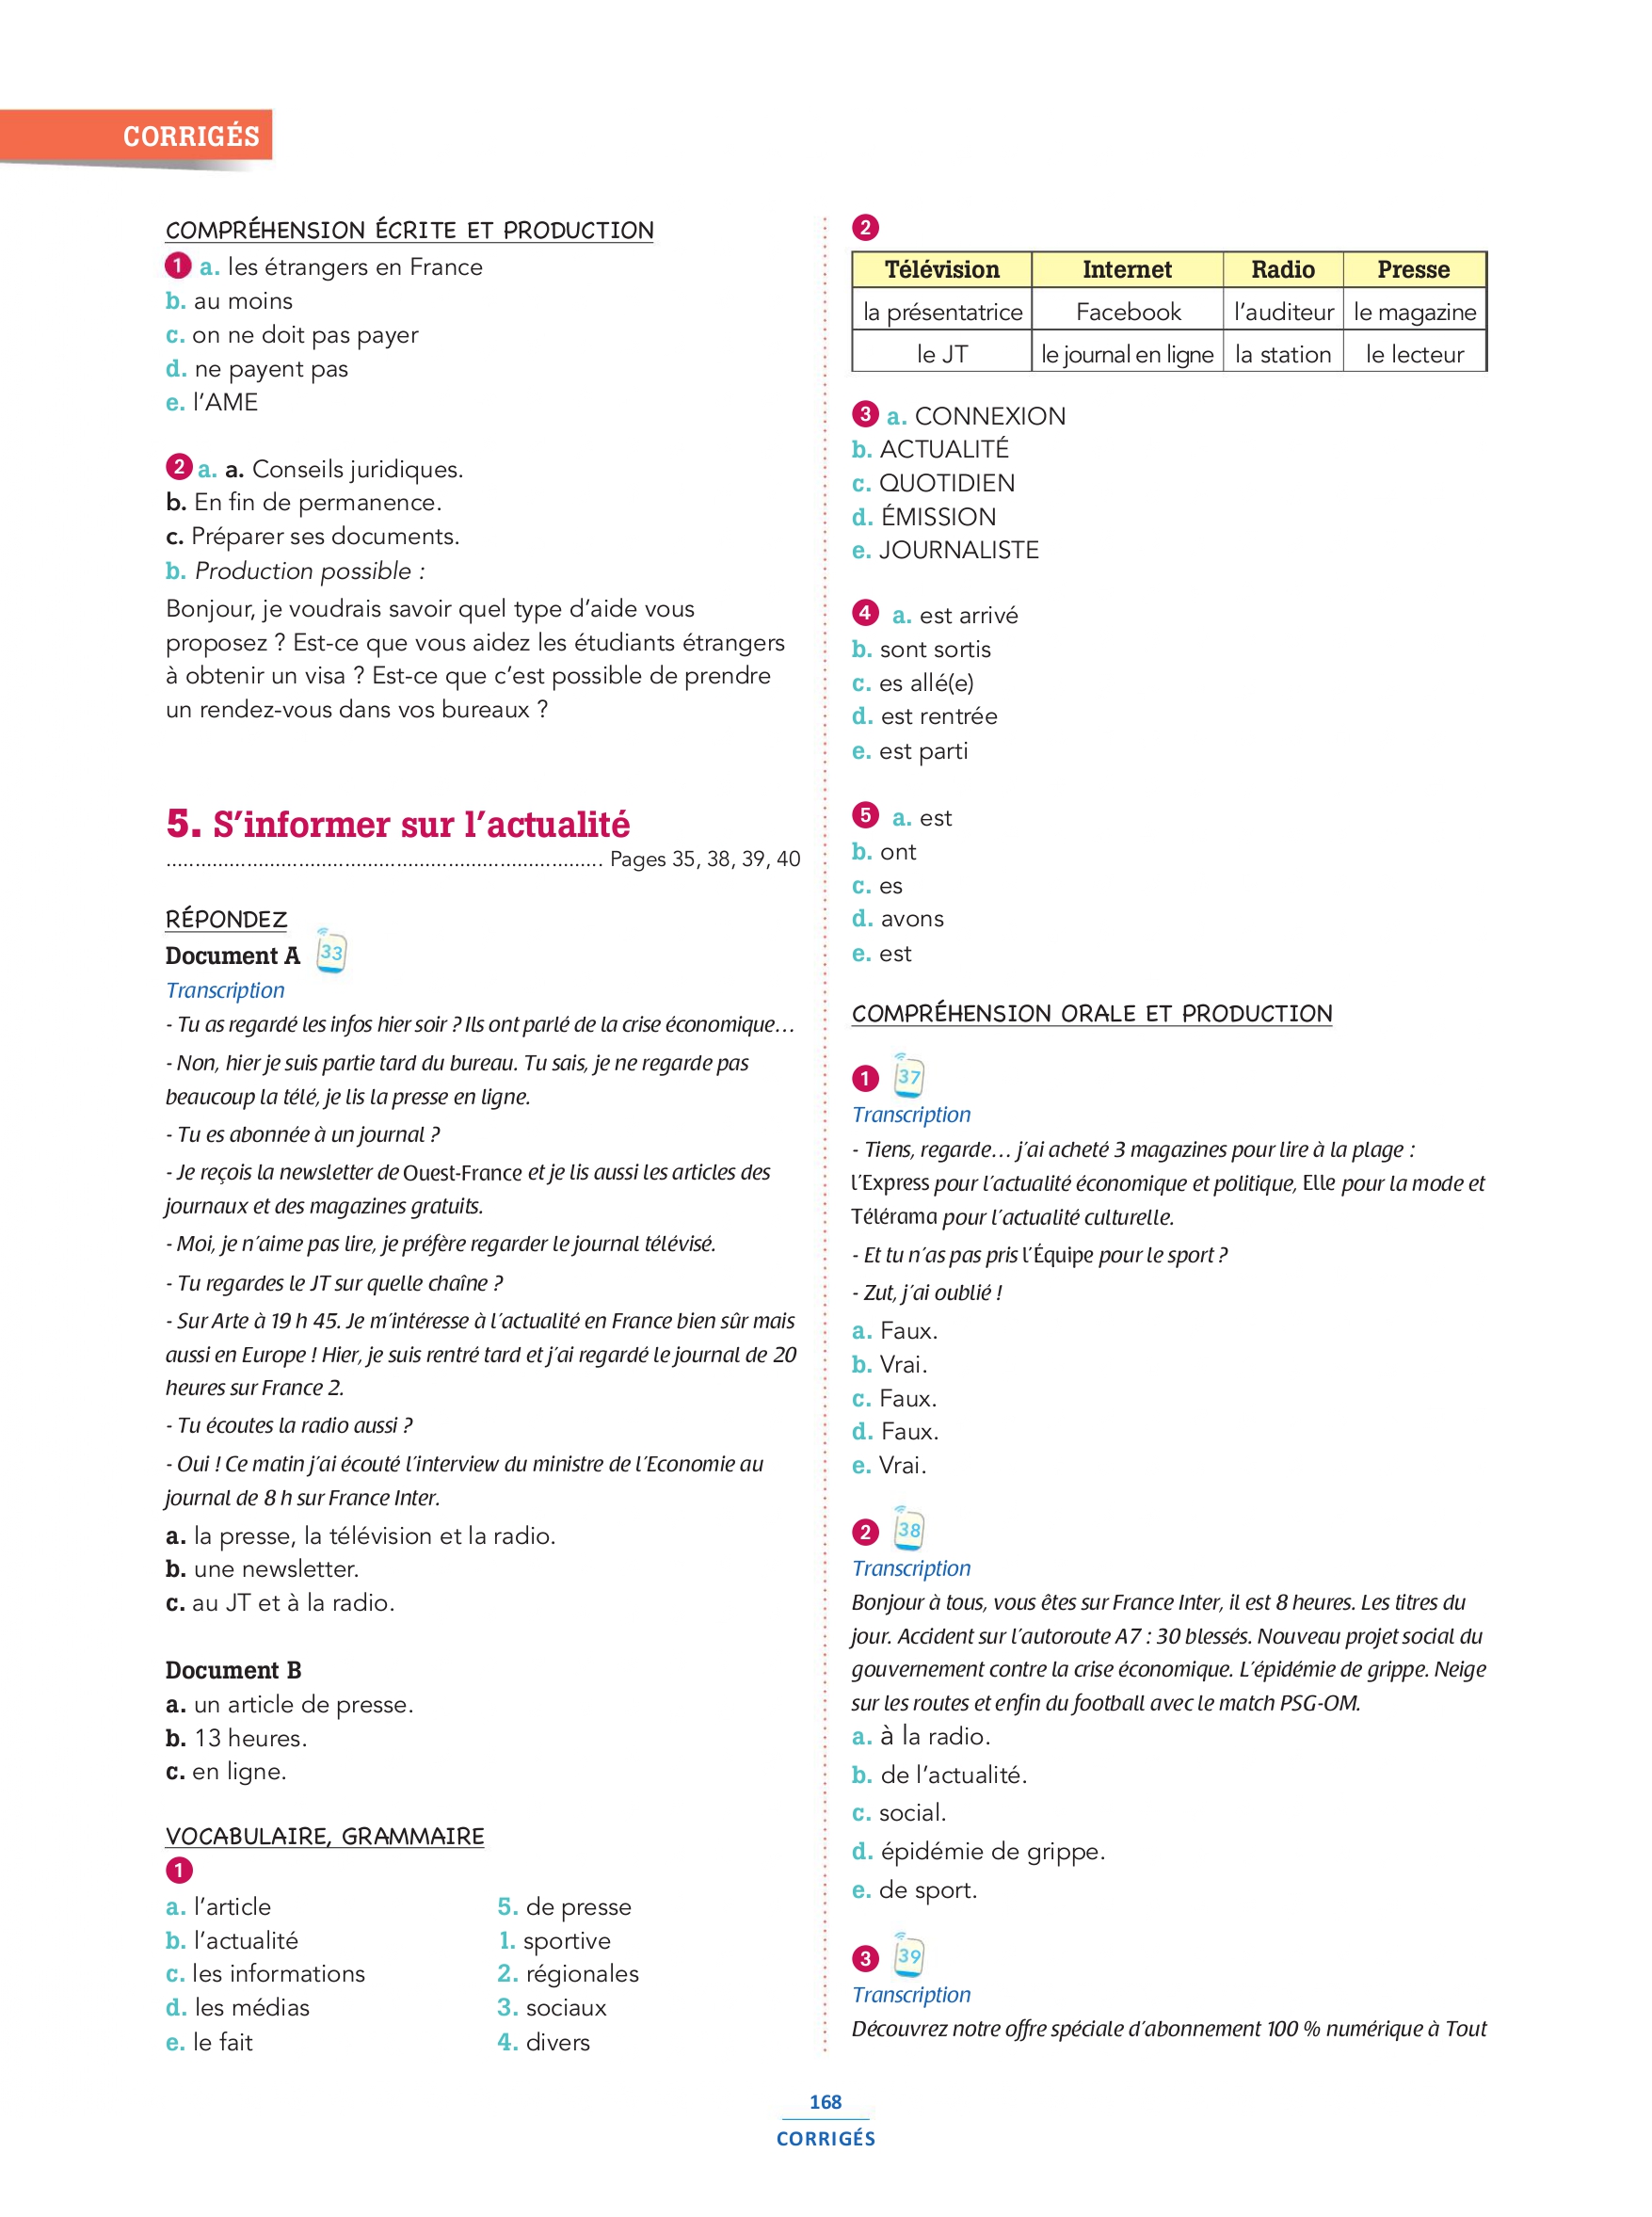 CORRIGÉS
COMPRÉHENSION ÉCRITE ET PRODUCTION
1 a. les étrangers en France
b. au moins
c. on ne doit pas payer
d. ne payent pas
e. l'AME
2 a. a. Conseils juridiques.
b. En fin de permanence.
c. Préparer ses documents.
b. Production possible :
Bonjour, je voudrais savoir quel type d'aide vous
proposez ? Est-ce que vous aidez les étudiants étrangers
à obtenir un visa ? Est-ce que c'est possible de prendre
un rendez-vous dans vos bureaux ?
5. S'informer sur l'actualité
............................................................................ Pages 35, 38, 39, 40
RÉPONDEZ
Document A 33
Transcription
- Tu as regardé les infos hier soir ? Ils ont parlé de la crise économique…
- Non, hier je suis partie tard du bureau. Tu sais, je ne regarde pas
beaucoup la télé, je lis la presse en ligne.
- Tu es abonnée à un journal ?
- Je reçois la newsletter de Ouest-France et je lis aussi les articles des
journaux et des magazines gratuits.
- Moi, je n'aime pas lire, je préfère regarder le journal télévisé.
- Tu regardes le JT sur quelle chaîne ?
- Sur Arte à 19 h 45. Je m'intéresse à l'actualité en France bien sûr mais
aussi en Europe ! Hier, je suis rentré tard et j'ai regardé le journal de 20
heures sur France 2.
- Tu écoutes la radio aussi ?
- Oui ! Ce matin j'ai écouté l'interview du ministre de l'Economie au
journal de 8 h sur France Inter.
a. la presse, la télévision et la radio.
b. une newsletter.
c. au JT et à la radio.
Document B
a. un article de presse.
b. 13 heures.
c. en ligne.
VOCABULAIRE, GRAMMAIRE
1
a. l'article 5. de presse
b. l'actualité 1. sportive
c. les informations 2. régionales
d. les médias 3. sociaux
e. le fait 4. divers
2
Télévision Internet Radio Presse
la présentatrice Facebook l'auditeur le magazine
le JT le journal en ligne la station le lecteur
3 a. CONNEXION
b. ACTUALITÉ
c. QUOTIDIEN
d. ÉMISSION
e. JOURNALISTE
4 a. est arrivé
b. sont sortis
c. es allé(e)
d. est rentrée
e. est parti
5 a. est
b. ont
c. es
d. avons
e. est
COMPRÉHENSION ORALE ET PRODUCTION
1 37
Transcription
- Tiens, regarde… j'ai acheté 3 magazines pour lire à la plage :
l'Express pour l'actualité économique et politique, Elle pour la mode et
Télérama pour l'actualité culturelle.
- Et tu n'as pas pris l'Équipe pour le sport ?
- Zut, j'ai oublié !
a. Faux.
b. Vrai.
c. Faux.
d. Faux.
e. Vrai.
2 38
Transcription
Bonjour à tous, vous êtes sur France Inter, il est 8 heures. Les titres du
jour. Accident sur l'autoroute A7 : 30 blessés. Nouveau projet social du
gouvernement contre la crise économique. L'épidémie de grippe. Neige
sur les routes et enfin du football avec le match PSG-OM.
a. à la radio.
b. de l'actualité.
c. social.
d. épidémie de grippe.
e. de sport.
3 39
Transcription
Découvrez notre offre spéciale d'abonnement 100 % numérique à Tout
168
CORRIGÉS